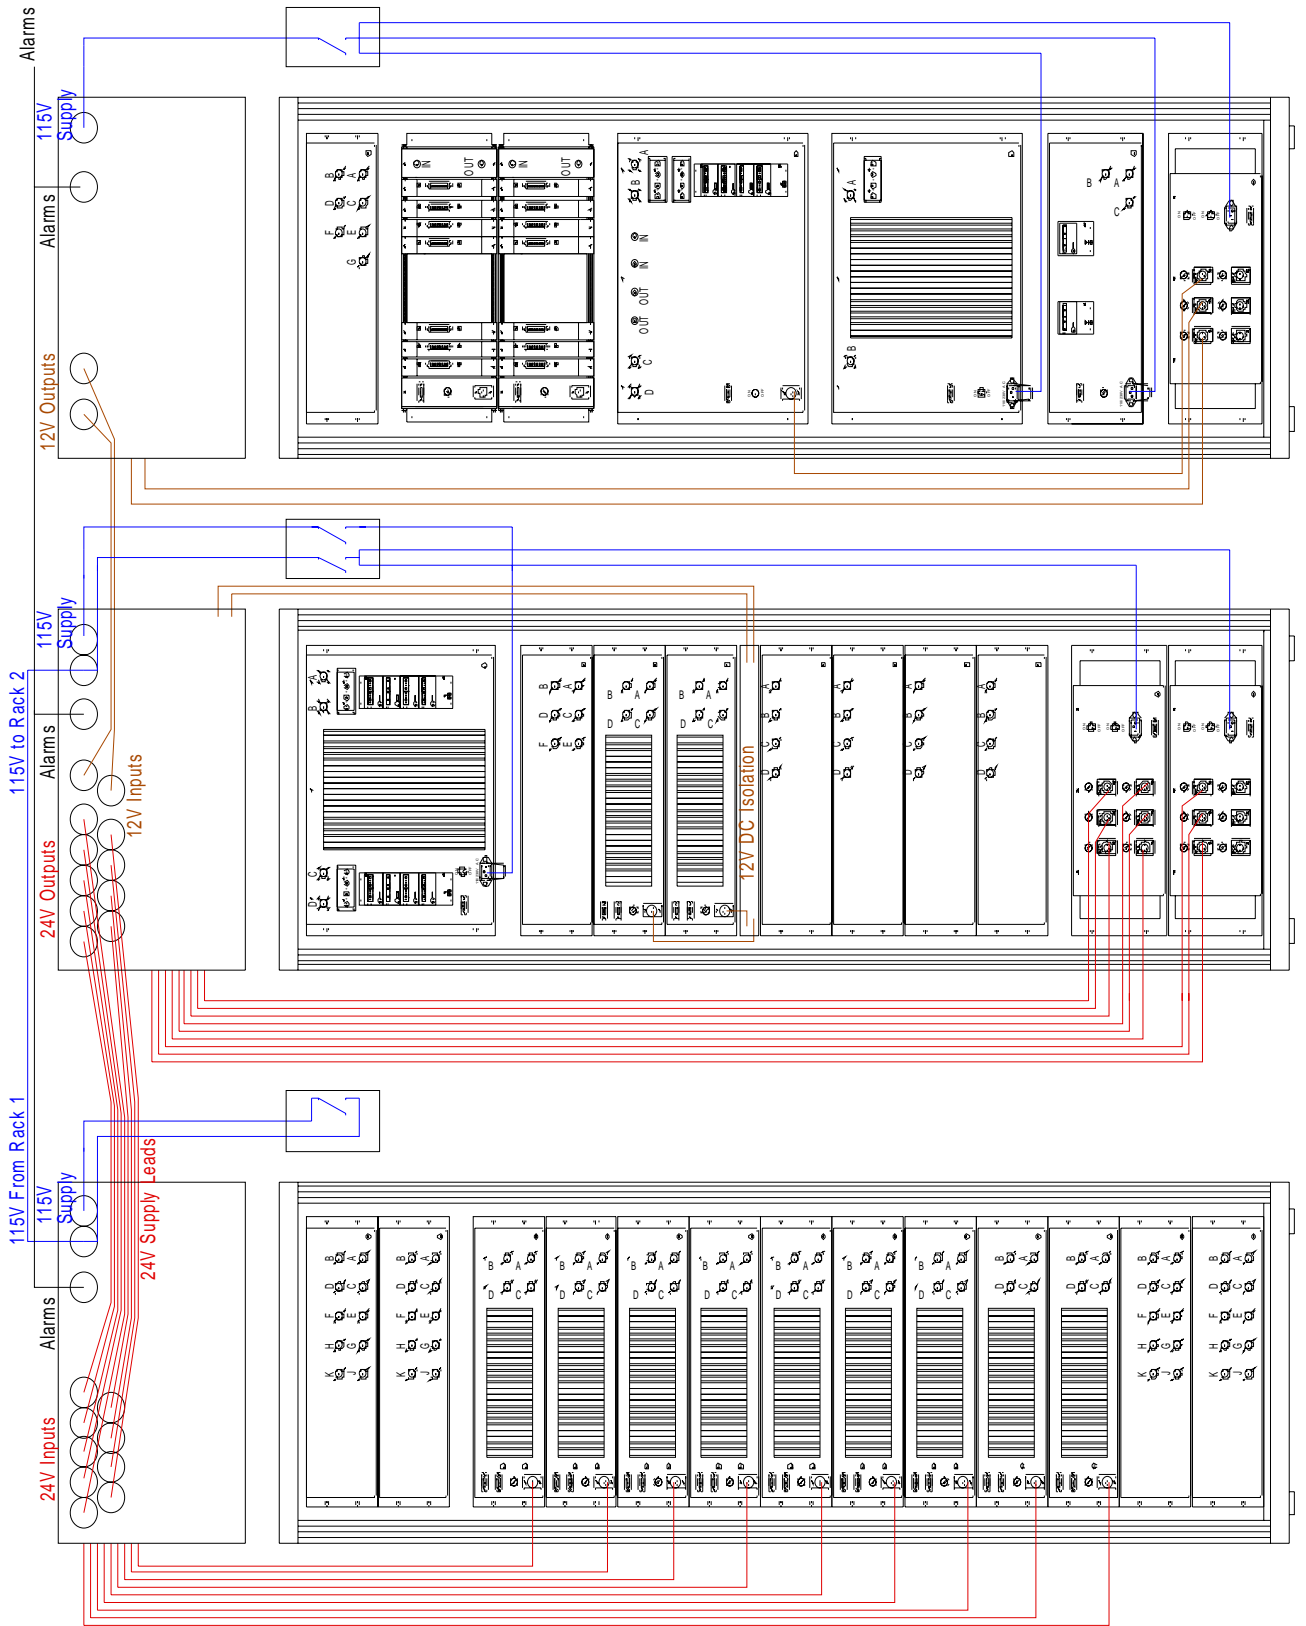 Alarms
115V
Supply
Alarms
12V Outputs
B A
D C
F E
G
IN OUT
IN OUT
A
B
IN
IN
OUT
OUT
C
D
A
B
B A
C
115V
Supply
115V to Rack 2
Alarms
12V Inputs
24V Outputs
A
B
C
D
B A
D C
F E
B A
D C
B A
D C
12V DC Isolation
A
B
C
D
A
B
C
D
A
B
C
D
A
B
C
D
115V From Rack 1
115V
Supply
24V Supply Leads
Alarms
24V Inputs
B A
D C
F E
H G
K J
B A
D C
F E
H G
K J
B A
D C
B A
D C
B A
D C
B A
D C
B A
D C
B A
D C
B A
D C
B A
D C
B A
D C
B A
D C
F E
H G
K J
B A
D C
F E
H G
K J